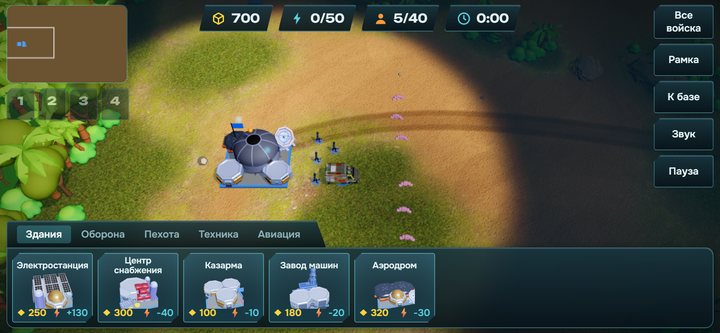 700
0/50
5/40
0:00
Все войска
Рамка
К базе
Звук
Пауза
1 2 3 4
Здания Оборона Пехота Техника Авиация
Электростанция
250 +130
Центр снабжения
300 -40
Казарма
100 -10
Завод машин
180 -20
Аэродром
320 -30